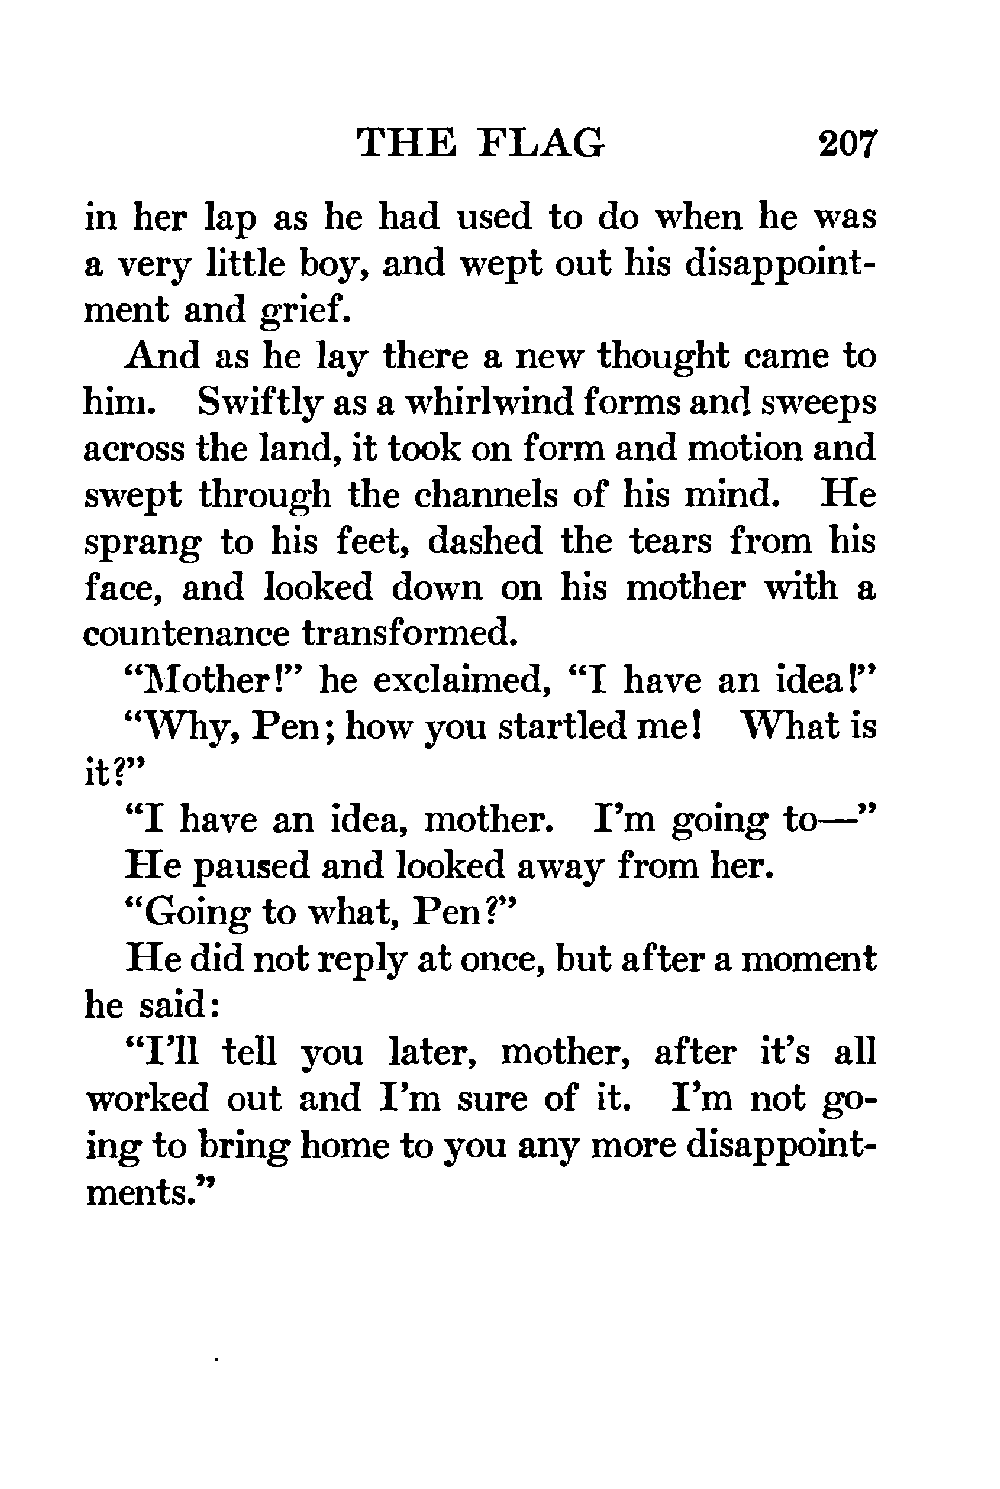 THE FLAG 207
in her lap as he had used to do when he was
a very little boy, and wept out his disappoint-
ment and grief.
And as he lay there a new thought came to
him. Swiftly as a whirlwind forms and sweeps
across the land, it took on form and motion and
swept through the channels of his mind. He
sprang to his feet, dashed the tears from his
face, and looked down on his mother with a
countenance transformed.
“Mother!” he exclaimed, “I have an idea!”
“Why, Pen; how you startled me! What is
it?”
“I have an idea, mother. I’m going to—”
He paused and looked away from her.
“Going to what, Pen?”
He did not reply at once, but after a moment
he said:
“I’ll tell you later, mother, after it’s all
worked out and I’m sure of it. I’m not go-
ing to bring home to you any more disappoint-
ments.”